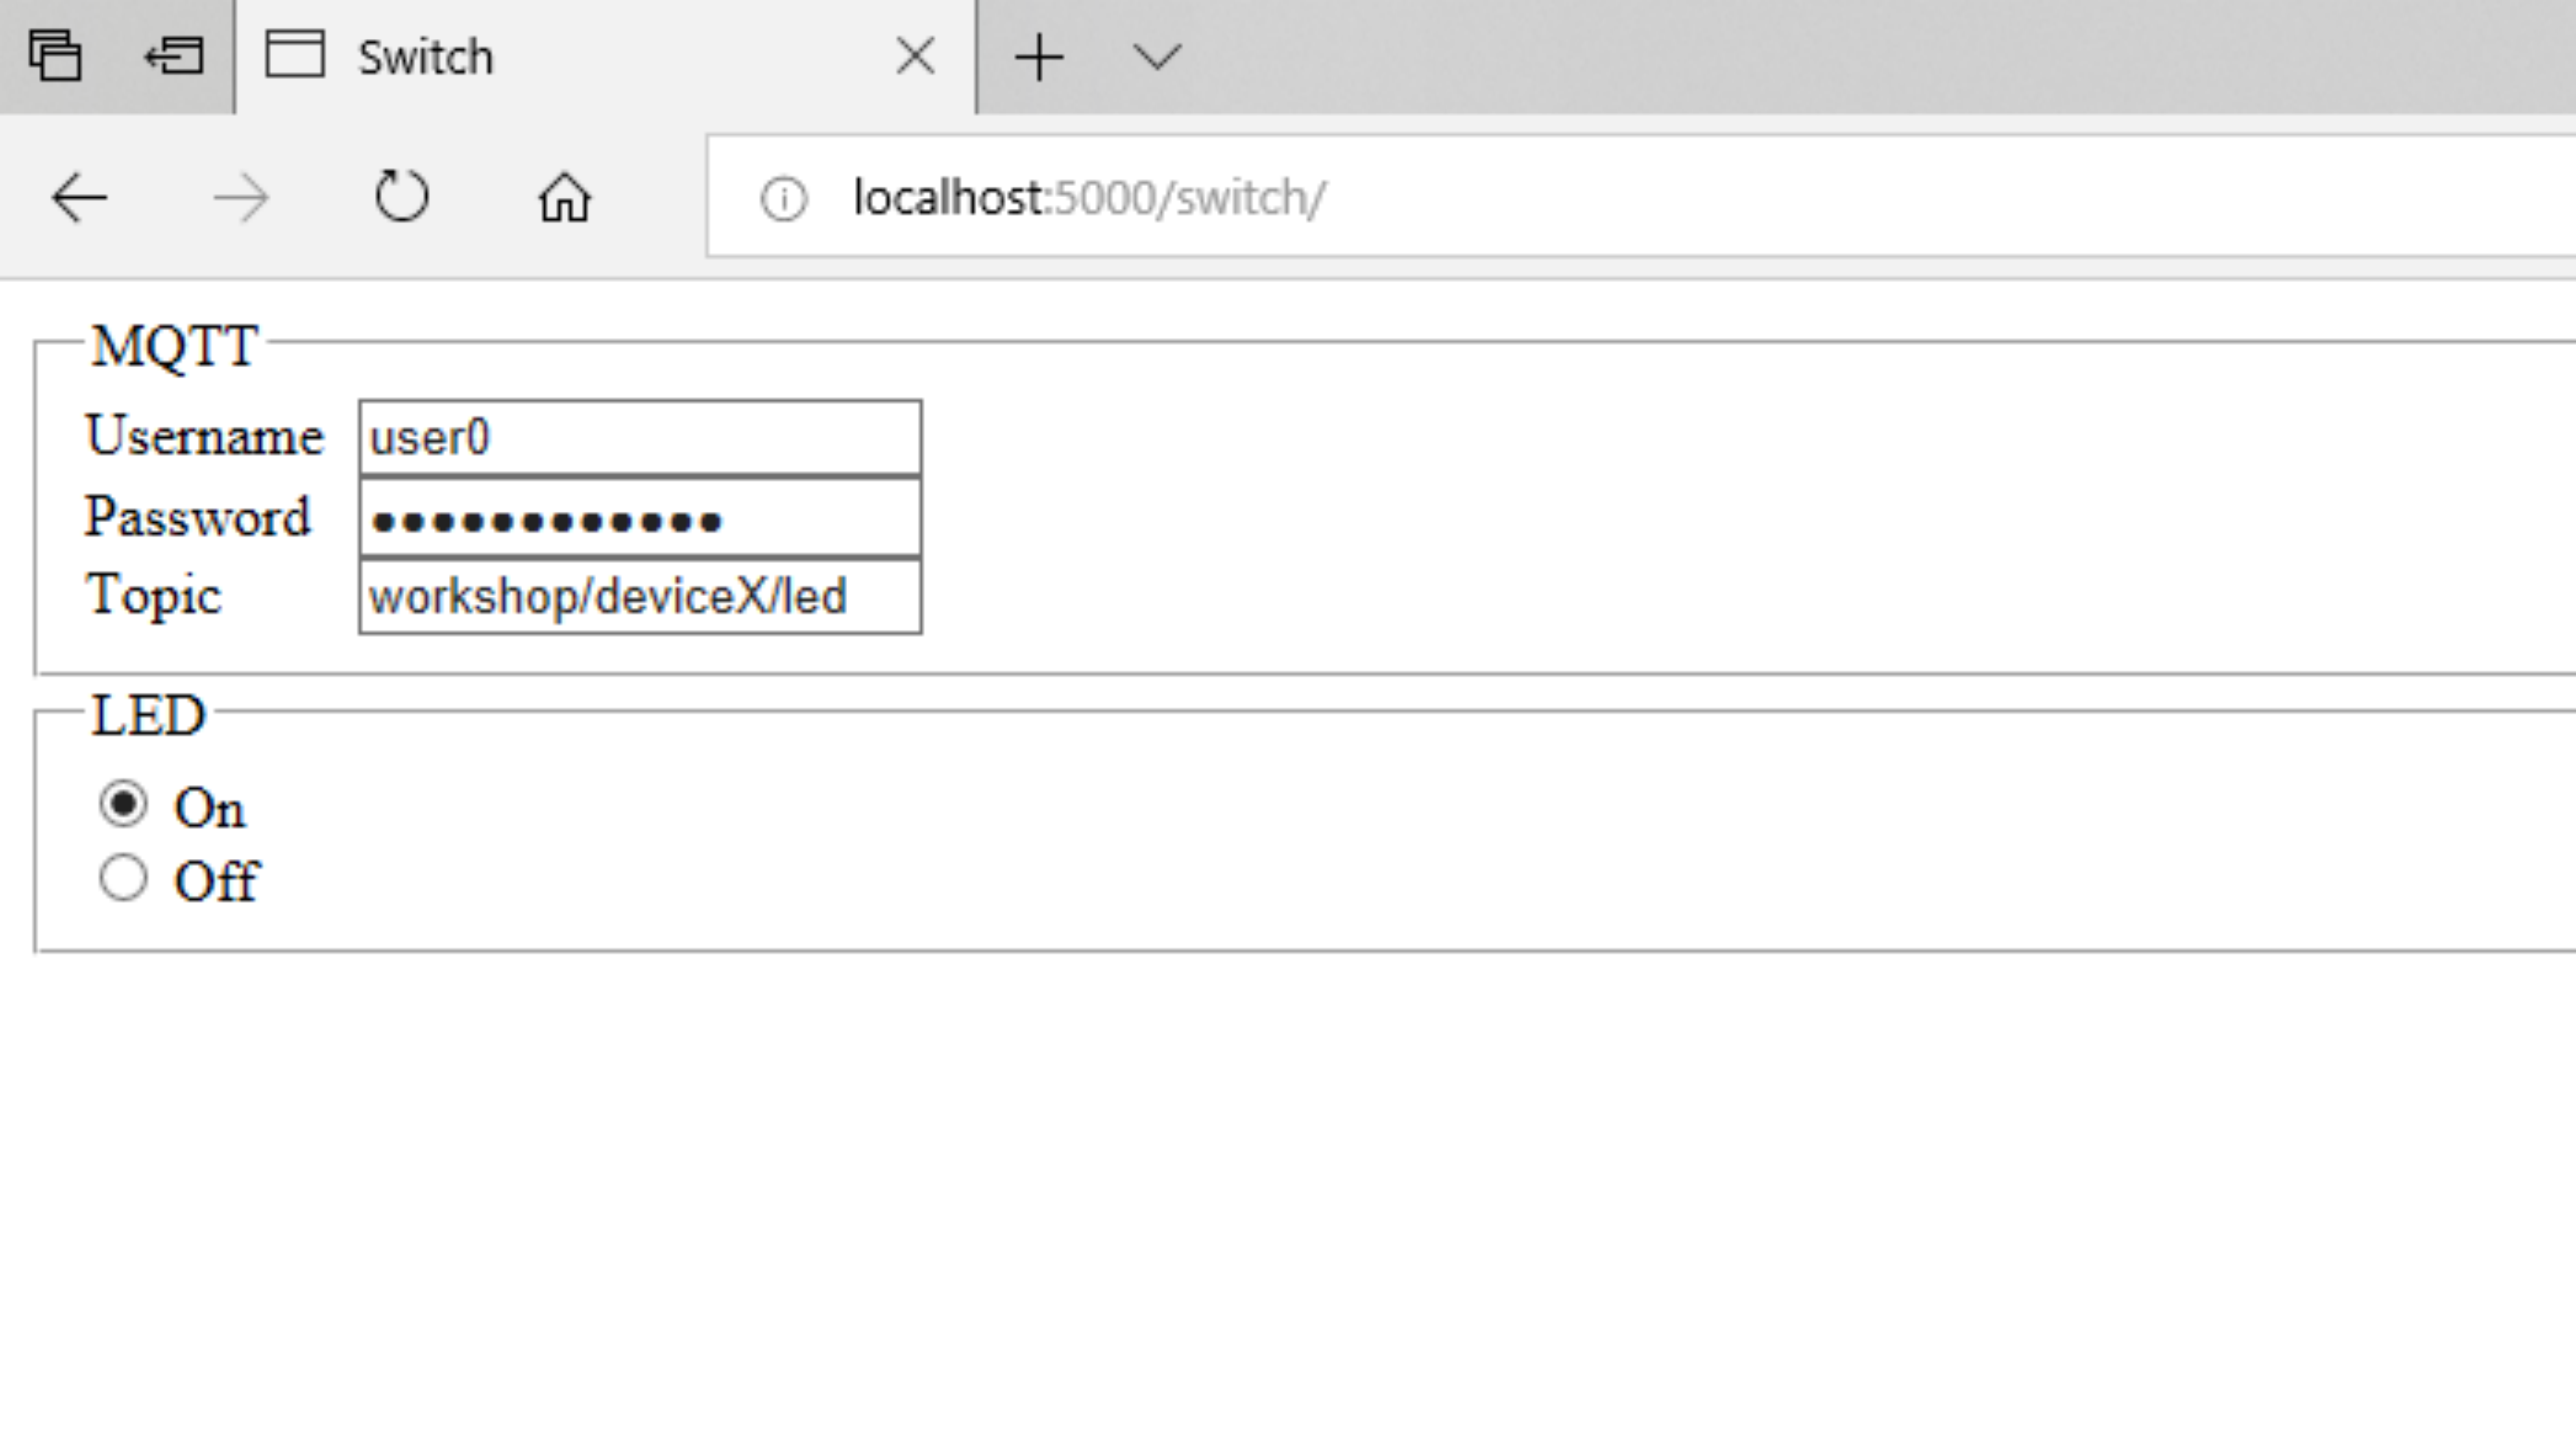 Switch
localhost:5000/switch/
MQTT
Username user0
Password ●●●●●●●●●●●●
Topic workshop/deviceX/led
LED
On
Off